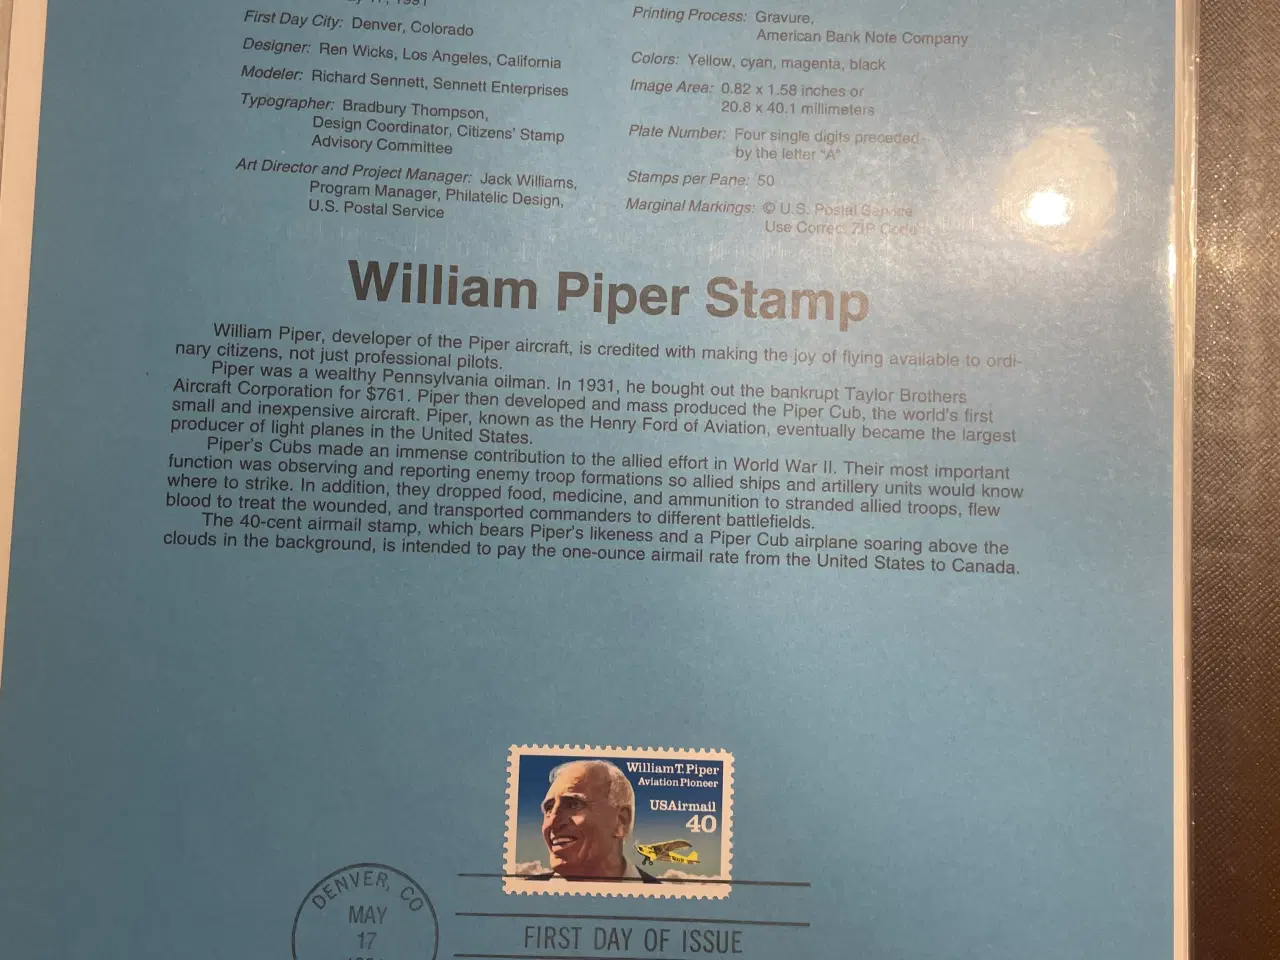 17, 1991
First Day City: Denver, Colorado
Designer: Ren Wicks, Los Angeles, California
Modeler: Richard Sennett, Sennett Enterprises
Typographer: Bradbury Thompson,
Design Coordinator, Citizens' Stamp
Advisory Committee
Art Director and Project Manager: Jack Williams,
Program Manager, Philatelic Design,
U.S. Postal Service
Printing Process: Gravure,
American Bank Note Company
Colors: Yellow, cyan, magenta, black
Image Area: 0.82 x 1.58 inches or
20.8 x 40.1 millimeters
Plate Number: Four single digits preceded
by the letter "A"
Stamps per Pane: 50
Marginal Markings: © U.S. Postal Service
Use Correct ZIP Code
William Piper Stamp
William Piper, developer of the Piper aircraft, is credited with making the joy of flying available to ordi-
nary citizens, not just professional pilots.
Piper was a wealthy Pennsylvania oilman. In 1931, he bought out the bankrupt Taylor Brothers
Aircraft Corporation for $761. Piper then developed and mass produced the Piper Cub, the world's first
small and inexpensive aircraft. Piper, known as the Henry Ford of Aviation, eventually became the largest
producer of light planes in the United States.
Piper's Cubs made an immense contribution to the allied effort in World War II. Their most important
function was observing and reporting enemy troop formations so allied ships and artillery units would know
where to strike. In addition, they dropped food, medicine, and ammunition to stranded allied troops, flew
blood to treat the wounded, and transported commanders to different battlefields.
The 40-cent airmail stamp, which bears Piper's likeness and a Piper Cub airplane soaring above the
clouds in the background, is intended to pay the one-ounce airmail rate from the United States to Canada.
William T. Piper
Aviation Pioneer
USAirmail
40
DENVER, CO
MAY
17
FIRST DAY OF ISSUE